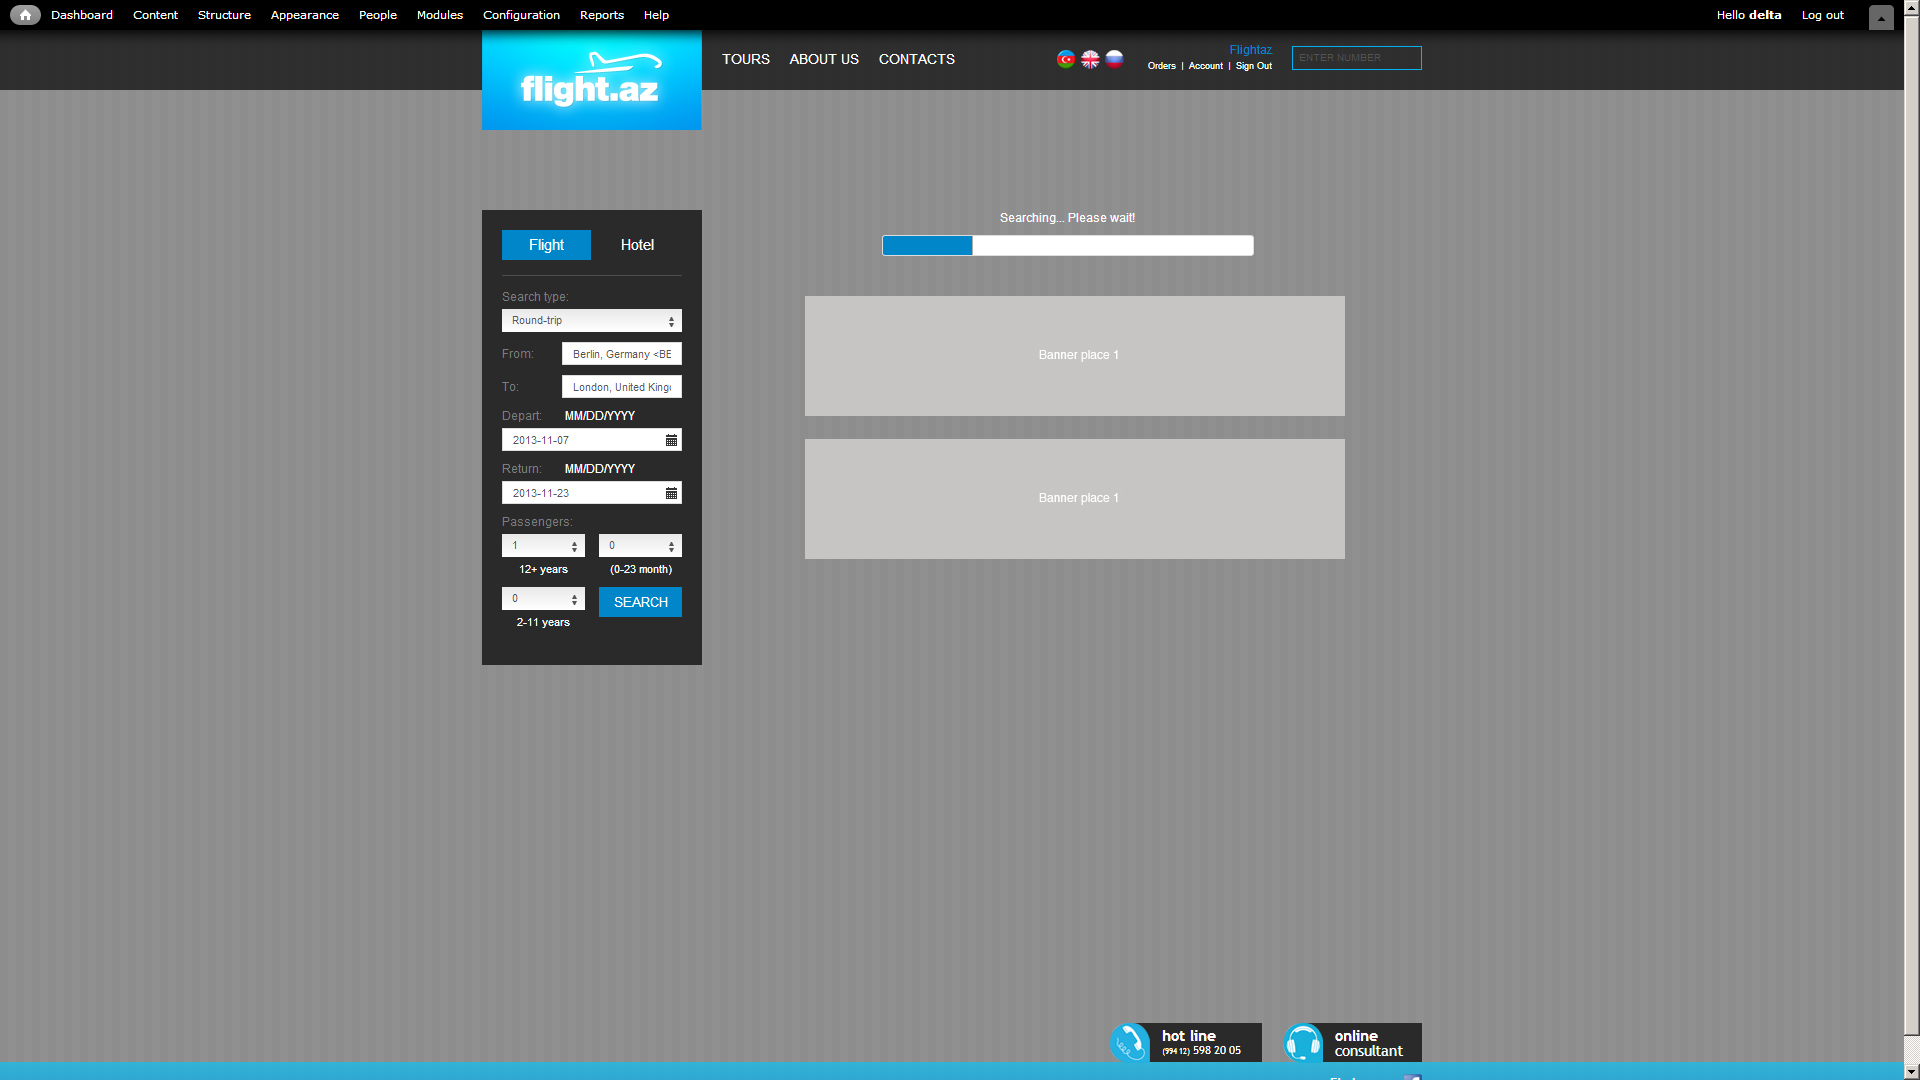 Dashboard Content Structure Appearance People Modules Configuration Reports Help Hello delta Log out
flight.az
TOURS ABOUT US CONTACTS
Flightaz
Orders | Account | Sign Out
ENTER NUMBER
Flight Hotel
Search type:
Round-trip
From: Berlin, Germany <BE
To: London, United King
Depart: MM/DD/YYYY
2013-11-07
Return: MM/DD/YYYY
2013-11-23
Passengers:
1 0
12+ years (0-23 month)
0 SEARCH
2-11 years
Searching... Please wait!
Banner place 1
Banner place 1
hot line
(994 12) 598 20 05
online
consultant